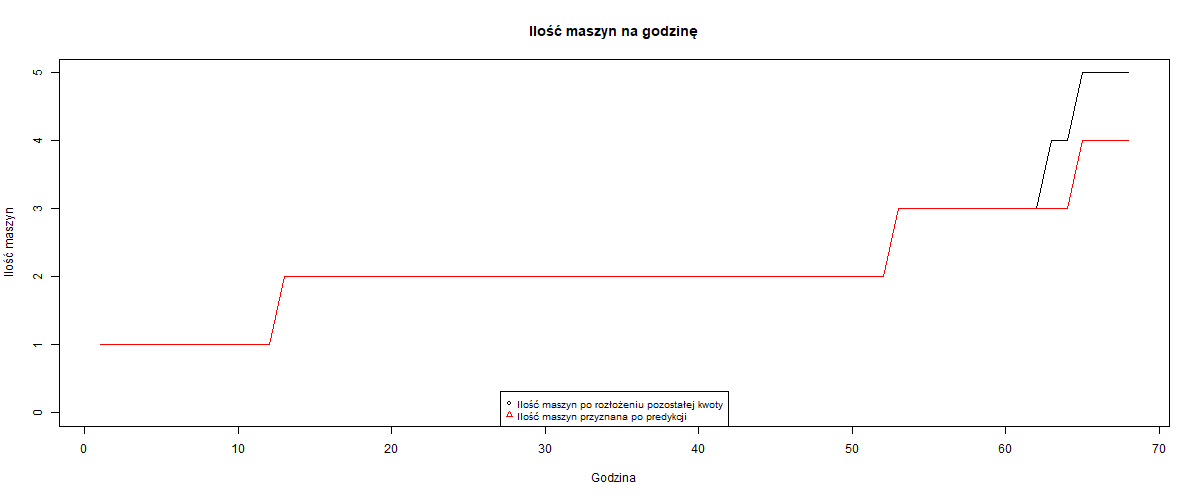 Ilość maszyn na godzinę
Ilość maszyn
5
4
3
2
1
0
Ilość maszyn po rozłożeniu pozostałej kwoty
Ilość maszyn przyznana po predykcji
0 10 20 30 40 50 60 70
Godzina